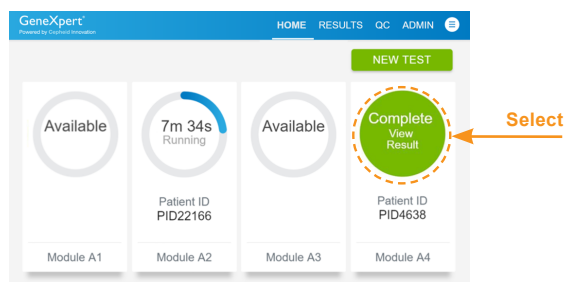 GeneXpert®
Powered by Cepheid Innovation
HOME RESULTS QC ADMIN
NEW TEST
Available
7m 34s
Running
Patient ID
PID22166
Available
Complete
View
Result
Patient ID
PID4638
Select
Module A1
Module A2
Module A3
Module A4